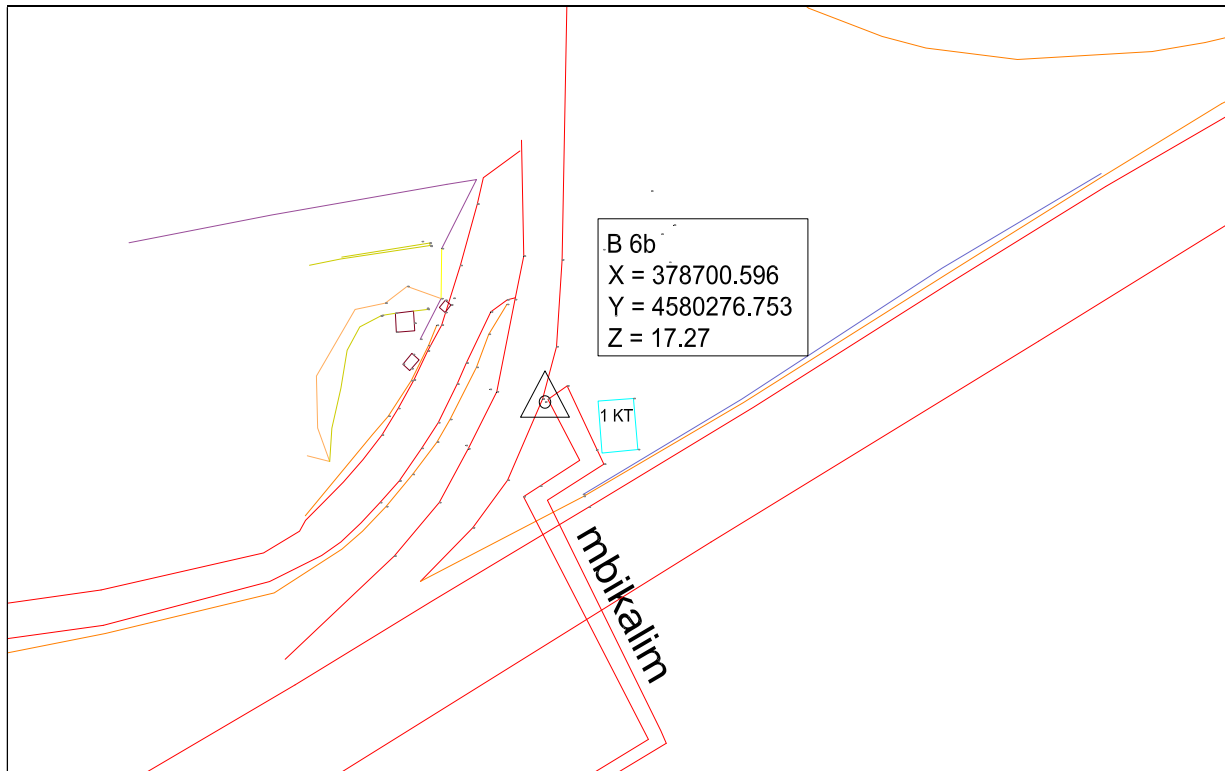 B 6b
X = 378700.596
Y = 4580276.753
Z = 17.27
1 KT
mbikalim